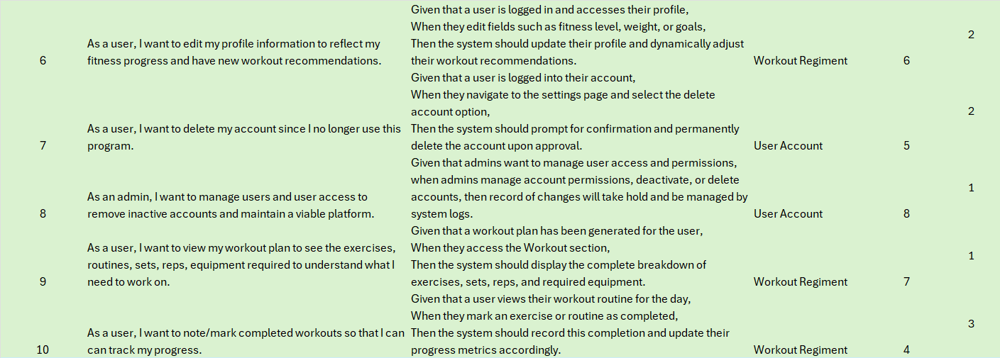 6
As a user, I want to edit my profile information to reflect my
fitness progress and have new workout recommendations.
Given that a user is logged in and accesses their profile,
When they edit fields such as fitness level, weight, or goals,
Then the system should update their profile and dynamically adjust
their workout recommendations.
Workout Regiment
6
2
7
As a user, I want to delete my account since I no longer use this
program.
Given that a user is logged into their account,
When they navigate to the settings page and select the delete
account option,
Then the system should prompt for confirmation and permanently
delete the account upon approval.
User Account
5
2
8
As an admin, I want to manage users and user access to
remove inactive accounts and maintain a viable platform.
Given that admins want to manage user access and permissions,
when admins manage account permissions, deactivate, or delete
accounts, then record of changes will take hold and be managed by
system logs.
User Account
8
1
9
As a user, I want to view my workout plan to see the exercises,
routines, sets, reps, equipment required to understand what I
need to work on.
Given that a workout plan has been generated for the user,
When they access the Workout section,
Then the system should display the complete breakdown of
exercises, sets, reps, and required equipment.
Workout Regiment
7
1
10
As a user, I want to note/mark completed workouts so that I can
can track my progress.
Given that a user views their workout routine for the day,
When they mark an exercise or routine as completed,
Then the system should record this completion and update their
progress metrics accordingly.
Workout Regiment
4
3